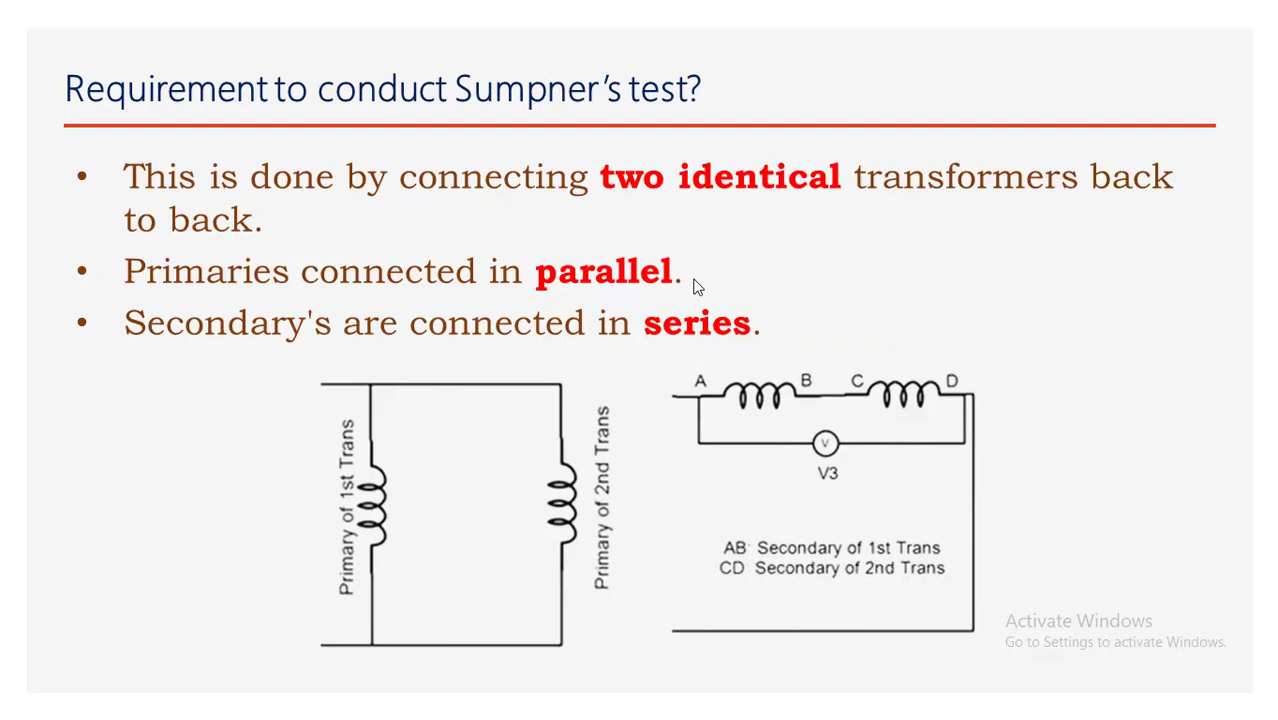 Requirement to conduct Sumpner's test?
• This is done by connecting two identical transformers back
to back.
• Primaries connected in parallel.
• Secondary's are connected in series.
Primary of 1st Trans
Primary of 2nd Trans
A B C D
V
V3
AB Secondary of 1st Trans
CD Secondary of 2nd Trans
Activate Windows
Go to Settings to activate Windows.